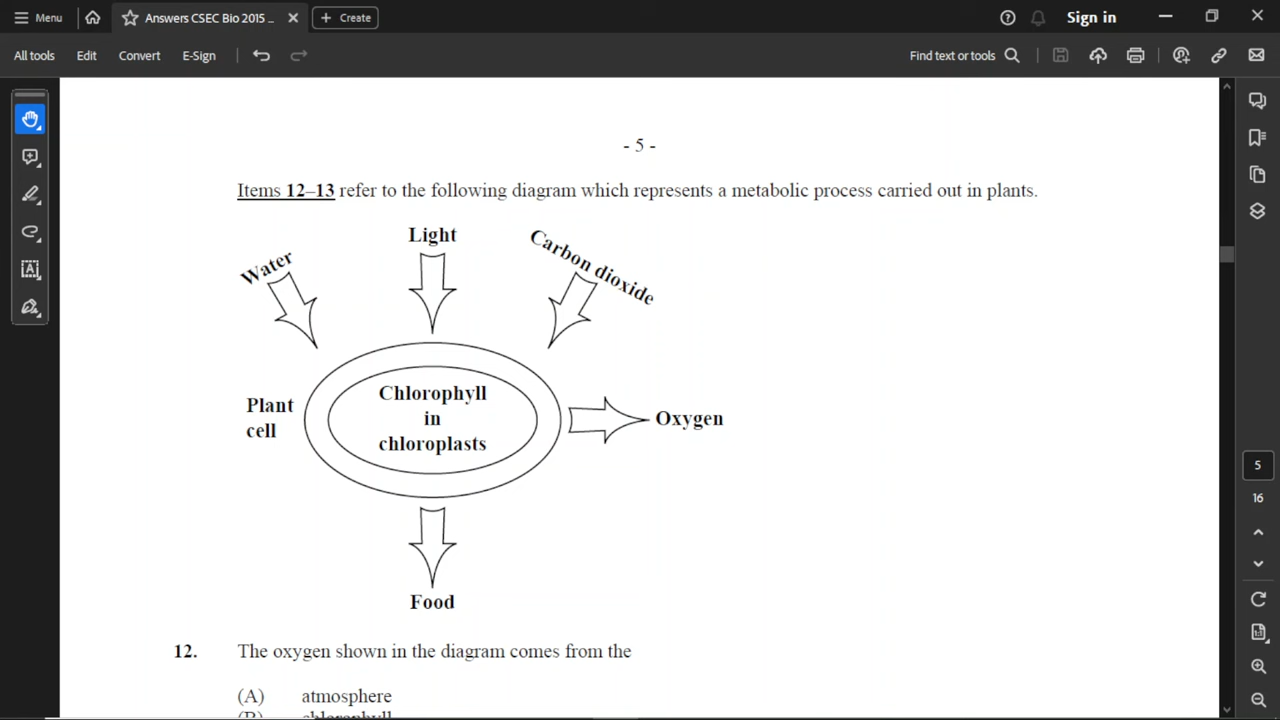 Menu
Answers CSEC Bio 2015 ...
Create
Sign in
All tools
Edit
Convert
E-Sign
Find text or tools
- 5 -
Items 12–13 refer to the following diagram which represents a metabolic process carried out in plants.
Light
Water
Carbon dioxide
Chlorophyll
in
chloroplasts
Plant
cell
Oxygen
Food
12. The oxygen shown in the diagram comes from the
(A) atmosphere
(B) chlorophyll
5
16